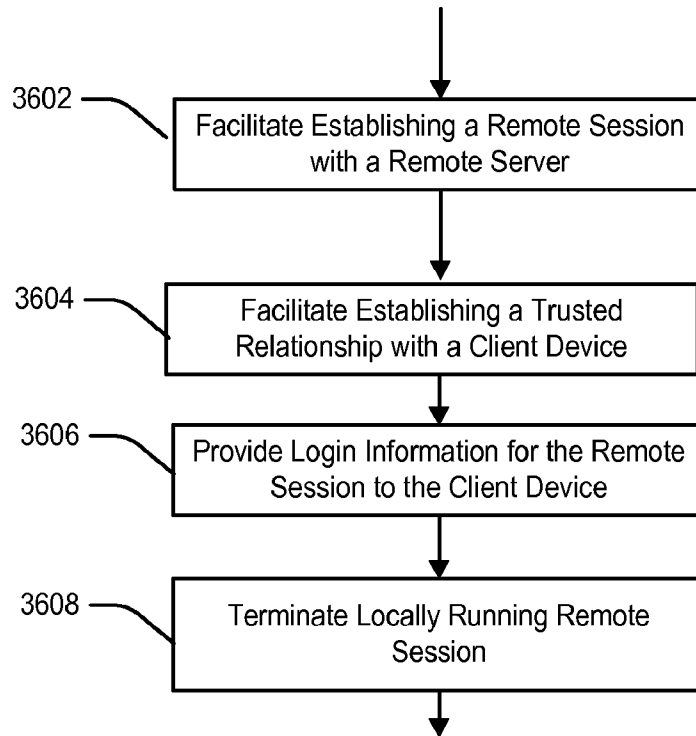 3602
Facilitate Establishing a Remote Session
with a Remote Server
3604
Facilitate Establishing a Trusted
Relationship with a Client Device
3606
Provide Login Information for the Remote
Session to the Client Device
3608
Terminate Locally Running Remote
Session